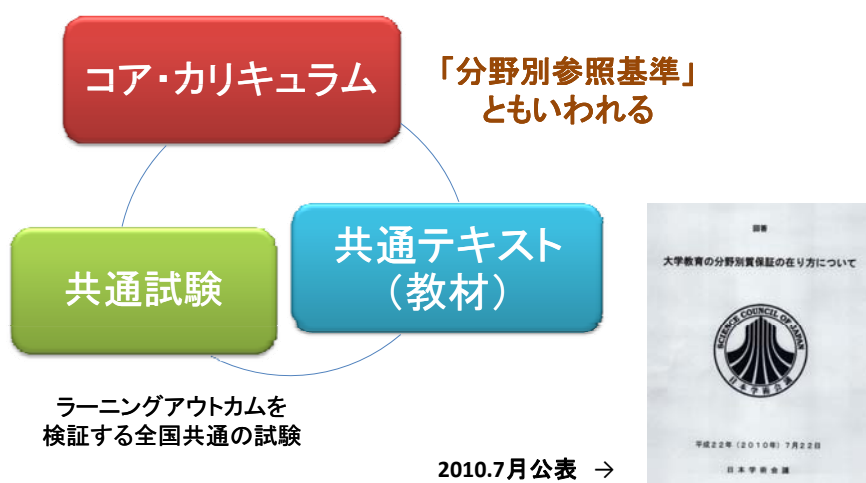 コア・カリキュラム
「分野別参照基準」
ともいわれる
共通テキスト
（教材）
共通試験
ラーニングアウトカムを
検証する全国共通の試験
2010.7月公表 →
回答
大学教育の分野別質保証の在り方について
SCIENCE COUNCIL OF JAPAN
日本学術会議
平成22年（2010年）7月22日
日本学術会議